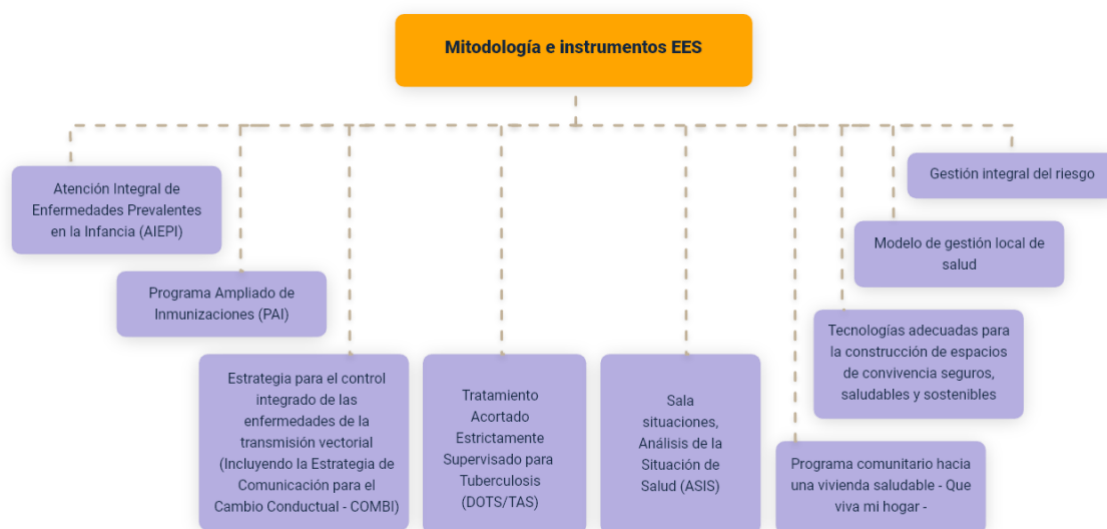 Mitodología e instrumentos EES
Atención Integral de
Enfermedades Prevalentes
en la Infancia (AIEPI)
Programa Ampliado de
Inmunizaciones (PAI)
Estrategia para el control
integrado de las
enfermedades de la
transmisión vectorial
(Incluyendo la Estrategia de
Comunicación para el
Cambio Conductual - COMBI)
Tratamiento
Acortado
Estrictamente
Supervisado para
Tuberculosis
(DOTS/TAS)
Sala
situaciones,
Análisis de la
Situación de
Salud (ASIS)
Programa comunitario hacia
una vivienda saludable - Que
viva mi hogar -
Tecnologías adecuadas para
la construcción de espacios
de convivencia seguros,
saludables y sostenibles
Modelo de gestión local de
salud
Gestión integral del riesgo